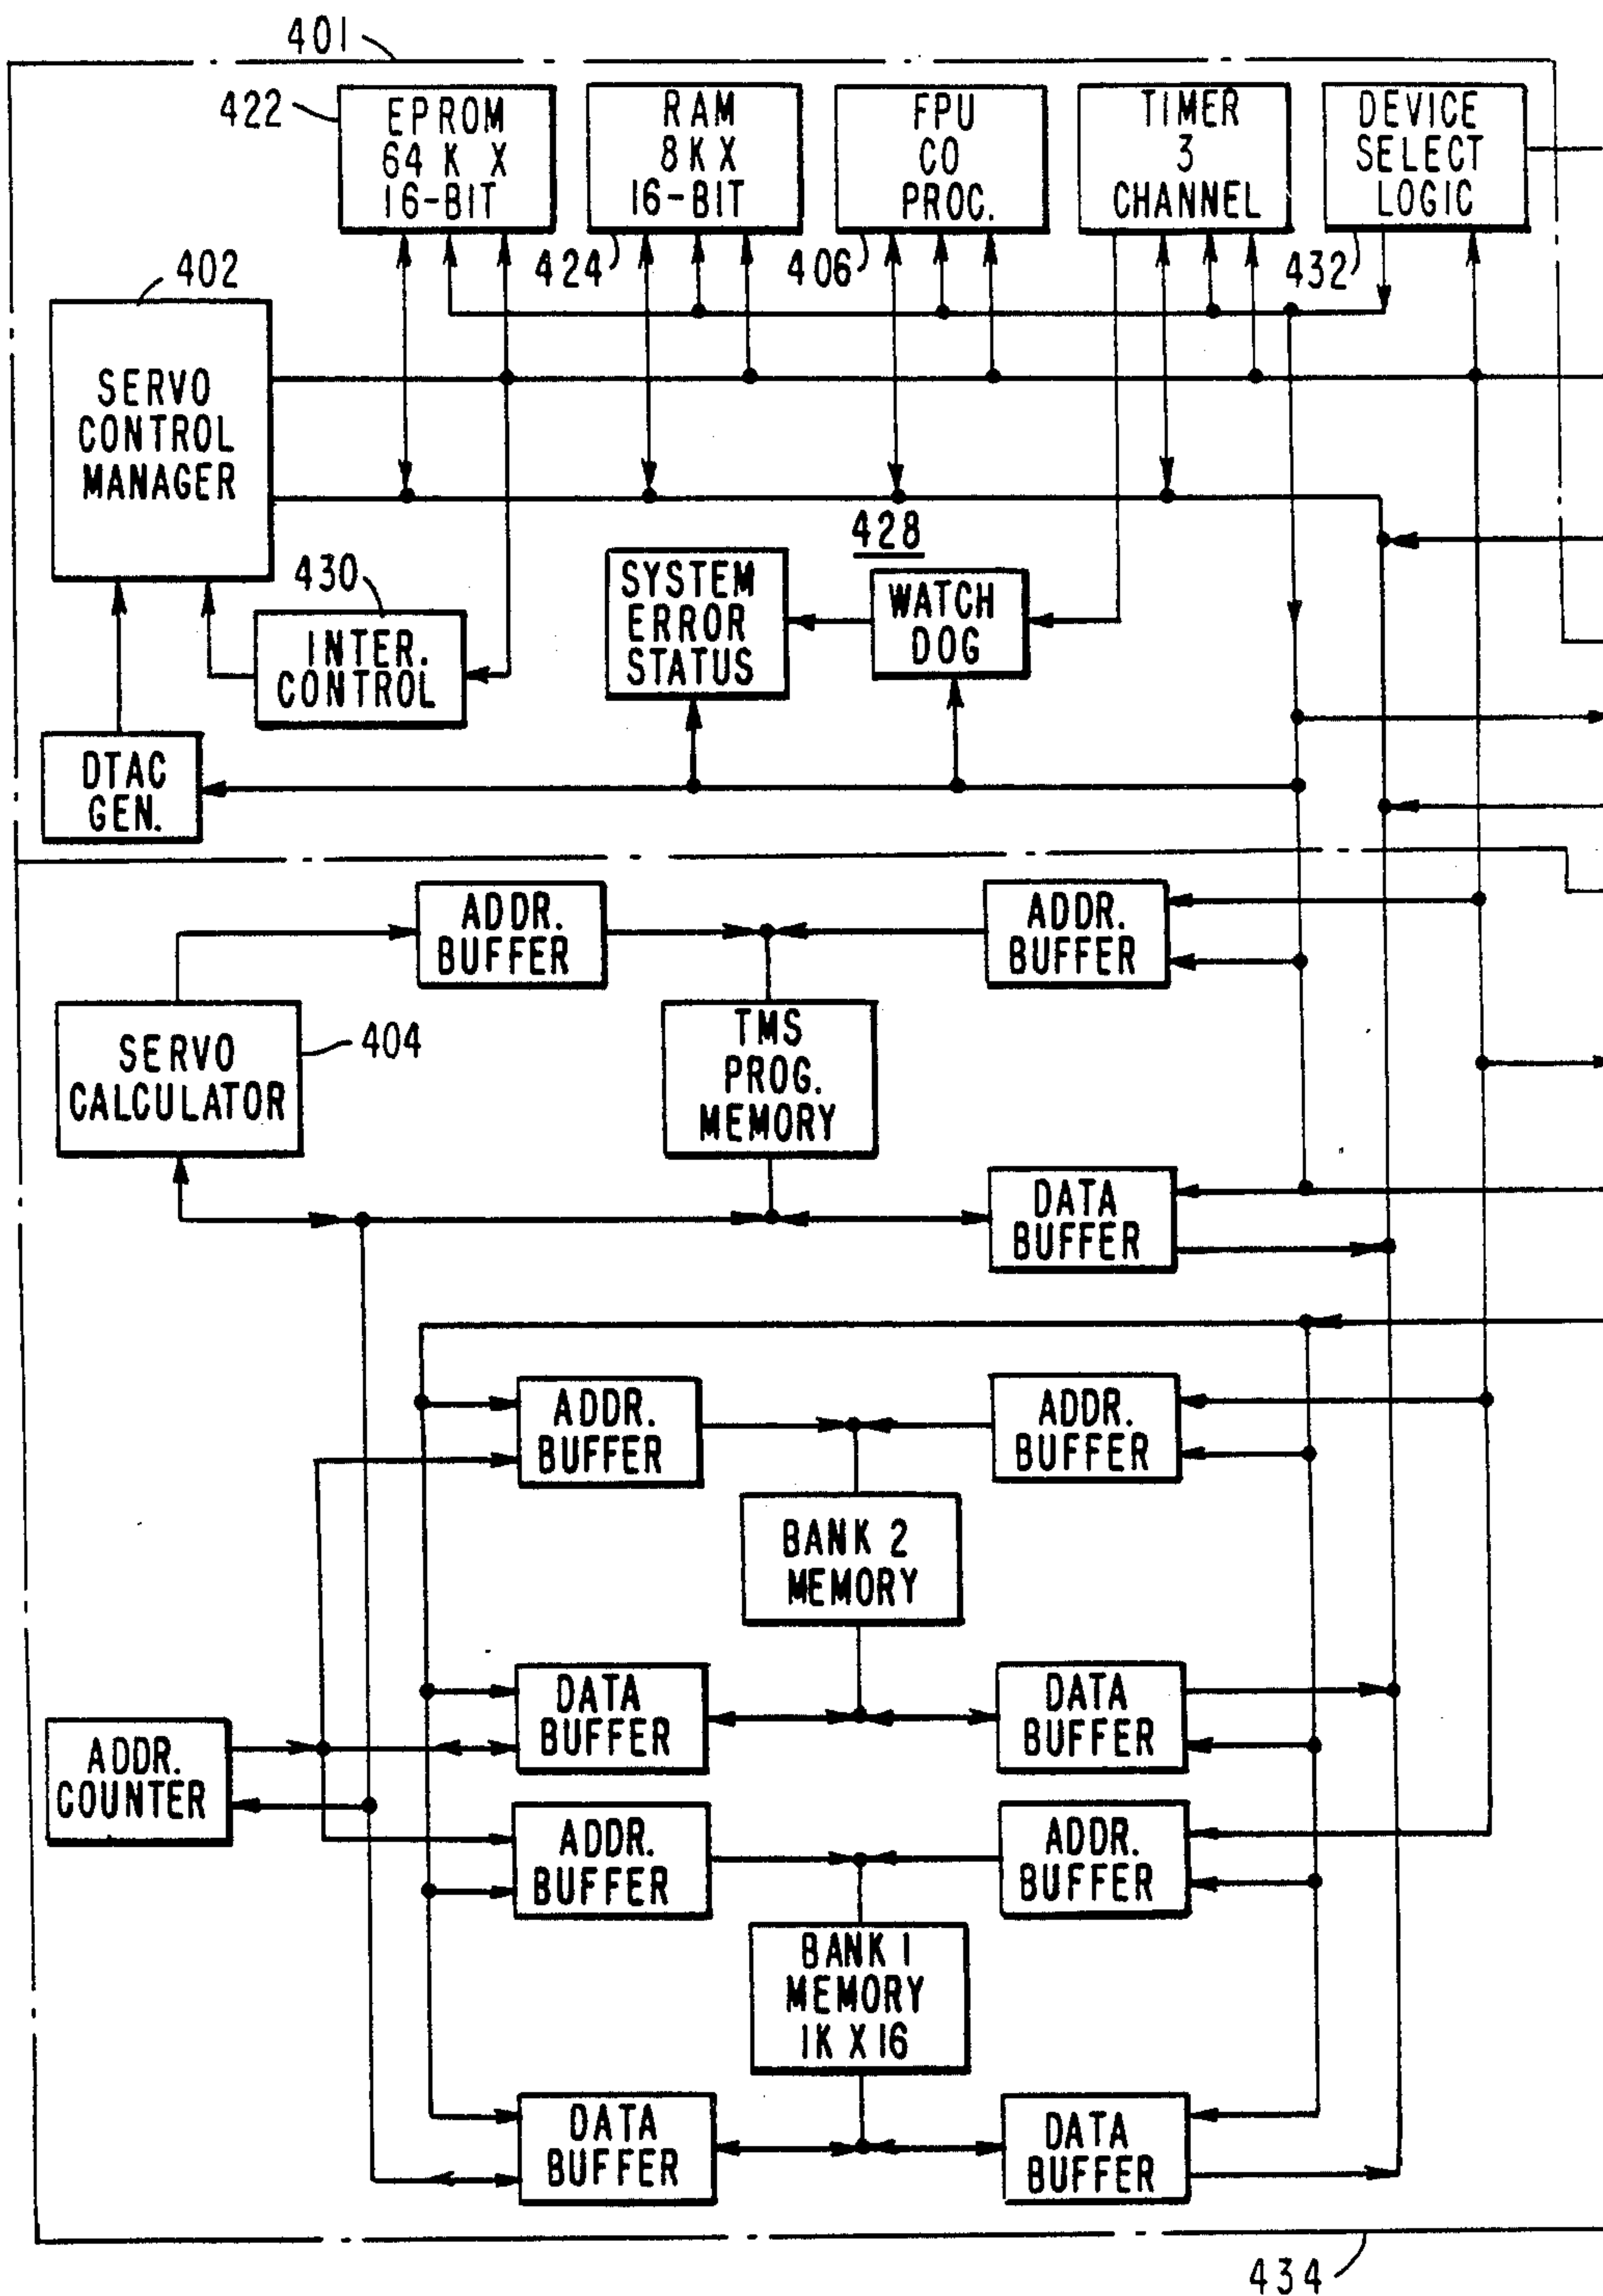 401
422
EPROM
64 K X
16-BIT
RAM
8K X
16-BIT
424
FPU
CO
PROC.
406
TIMER
3
CHANNEL
DEVICE
SELECT
LOGIC
432
402
SERVO
CONTROL
MANAGER
428
430
INTER.
CONTROL
SYSTEM
ERROR
STATUS
WATCH
DOG
DTAC
GEN.
ADDR.
BUFFER
ADDR.
BUFFER
SERVO
CALCULATOR
404
TMS
PROG.
MEMORY
DATA
BUFFER
ADDR.
BUFFER
ADDR.
BUFFER
BANK 2
MEMORY
DATA
BUFFER
DATA
BUFFER
ADDR.
COUNTER
ADDR.
BUFFER
ADDR.
BUFFER
BANK 1
MEMORY
1K X 16
DATA
BUFFER
DATA
BUFFER
434